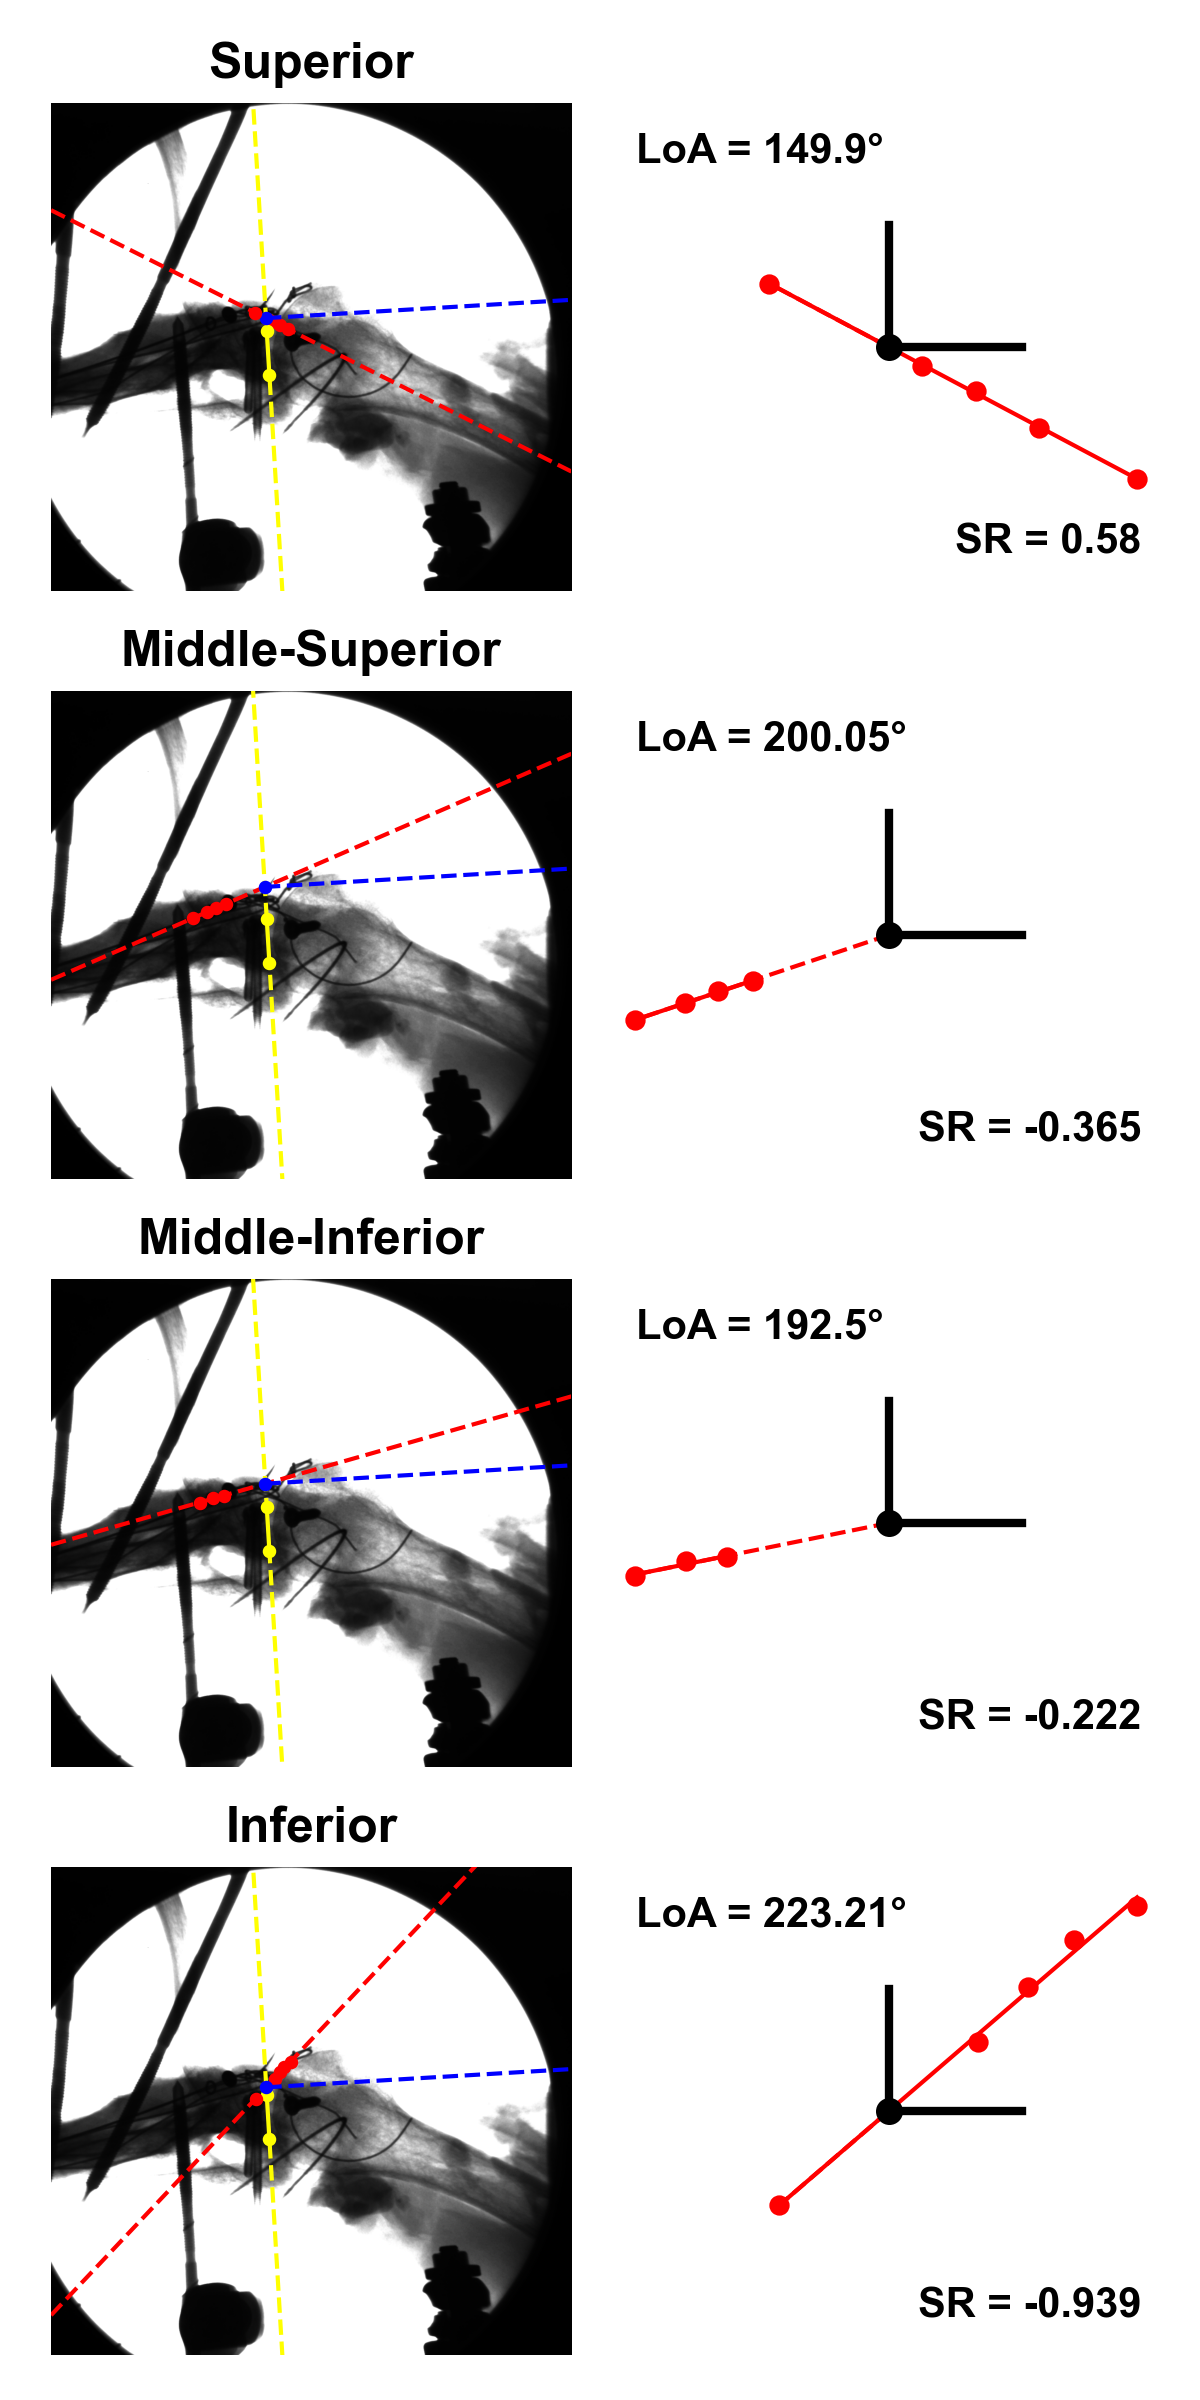 Superior
LoA = 149.9°
SR = 0.58
Middle-Superior
LoA = 200.05°
SR = -0.365
Middle-Inferior
LoA = 192.5°
SR = -0.222
Inferior
LoA = 223.21°
SR = -0.939